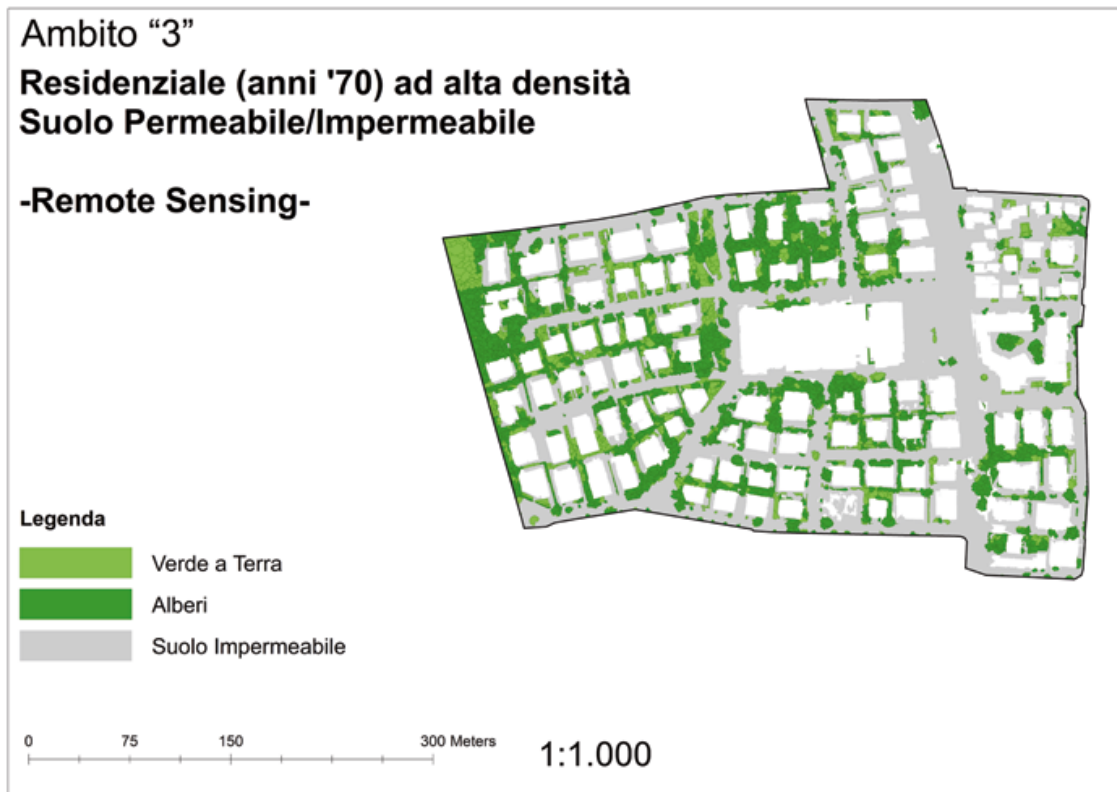 Ambito “3”
Residenziale (anni '70) ad alta densità
Suolo Permeabile/Impermeabile
-Remote Sensing-
Legenda
Verde a Terra
Alberi
Suolo Impermeabile
0 75 150 300 Meters
1:1.000